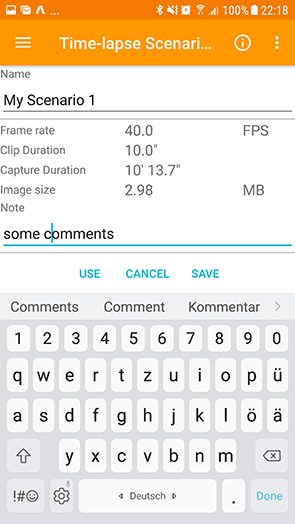 ... 100% 22:18
Time-lapse Scenari...
Name
My Scenario 1
Frame rate 40.0 FPS
Clip Duration 10.0"
Capture Duration 10' 13.7"
Image size 2.98 MB
Note
some comments
USE CANCEL SAVE
Comments Comment Kommentar
1 2 3 4 5 6 7 8 9 0
q w e r t z u i o p ü
a s d f g h j k l ö ä
y x c v b n m
!#☺ Deutsch . Done